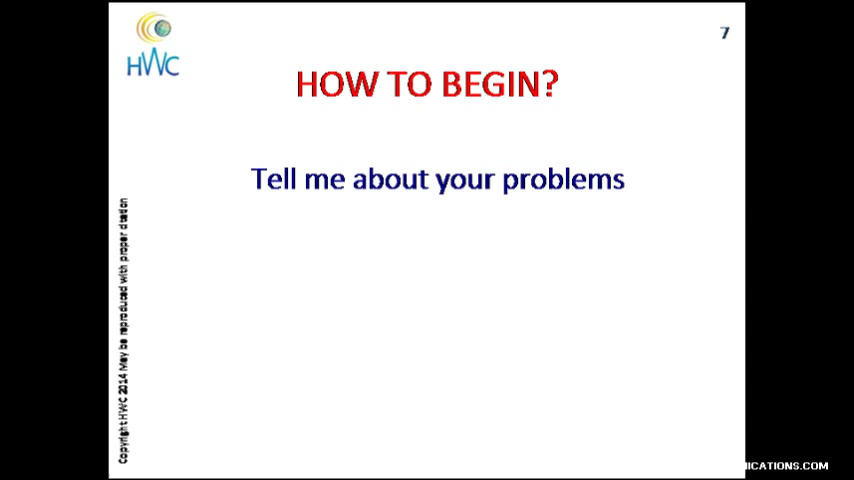 HWC
7
HOW TO BEGIN?
Tell me about your problems
Copyright HWC 2014 May be reproduced with proper citation
ICATIONS.COM